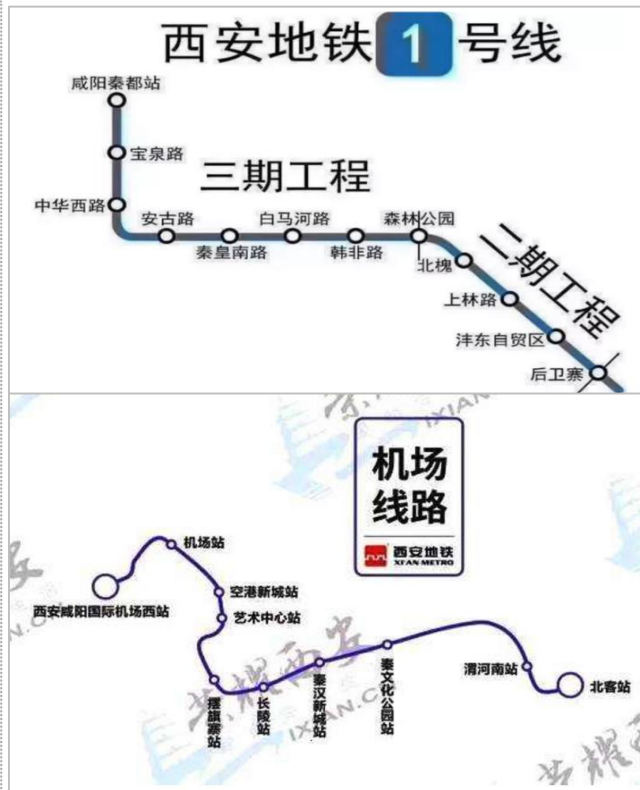 西安地铁1号线
咸阳秦都站
宝泉路
三期工程
中华西路
安古路
白马河路
森林公园
秦皇南路
韩非路
北槐
二期工程
上林路
沣东自贸区
后卫寨
机场
线路
西安地铁
XI'AN METRO
机场站
空港新城站
西安咸阳国际机场西站
艺术中心站
摆旗寨站
长陵站
秦汉新城站
秦文化公园站
渭河南站
北客站
荣耀西安
IXIAN.CN